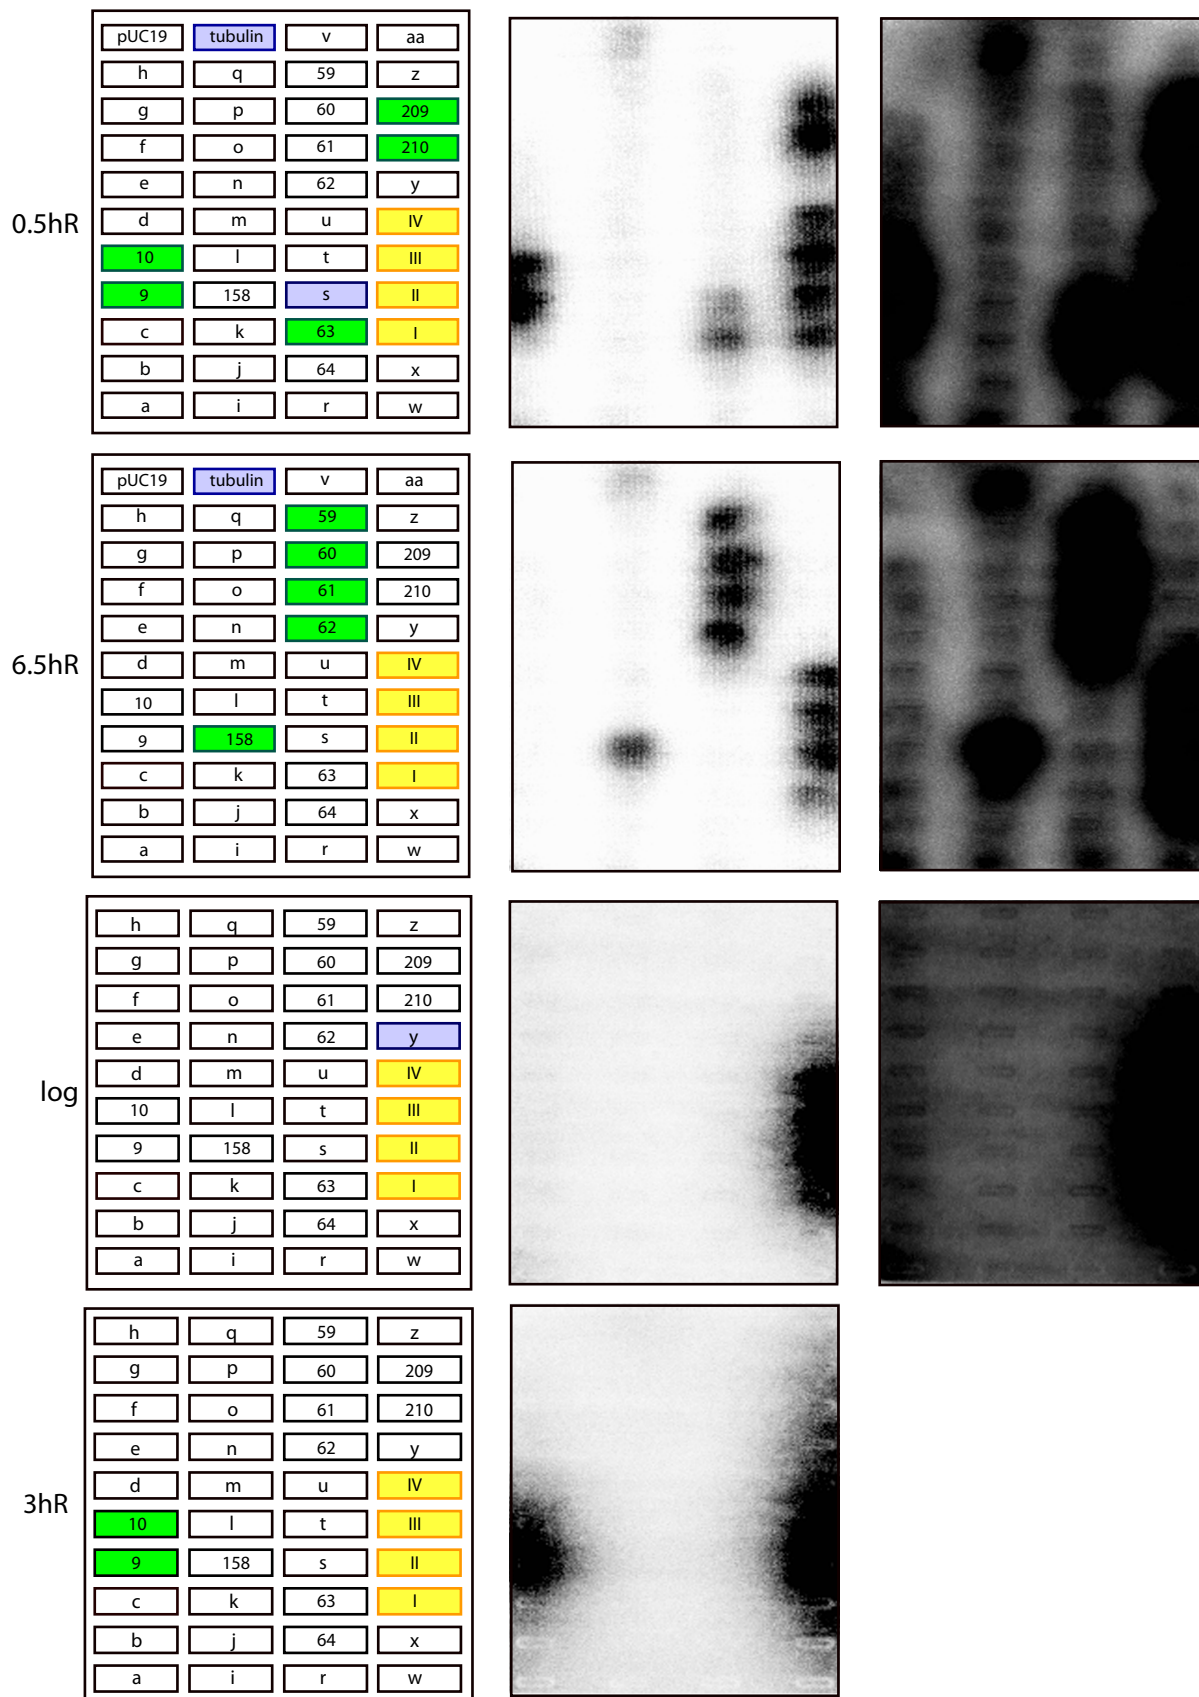 pUC19 tubulin v aa
h q 59 z
g p 60 209
f o 61 210
e n 62 y
0.5hR
d m u IV
10 l t III
9 158 s II
c k 63 I
b j 64 x
a i r w
pUC19 tubulin v aa
h q 59 z
g p 60 209
f o 61 210
e n 62 y
6.5hR
d m u IV
10 l t III
9 158 s II
c k 63 I
b j 64 x
a i r w
h q 59 z
g p 60 209
f o 61 210
e n 62 y
d m u IV
log
10 l t III
9 158 s II
c k 63 I
b j 64 x
a i r w
h q 59 z
g p 60 209
f o 61 210
e n 62 y
d m u IV
3hR
10 l t III
9 158 s II
c k 63 I
b j 64 x
a i r w